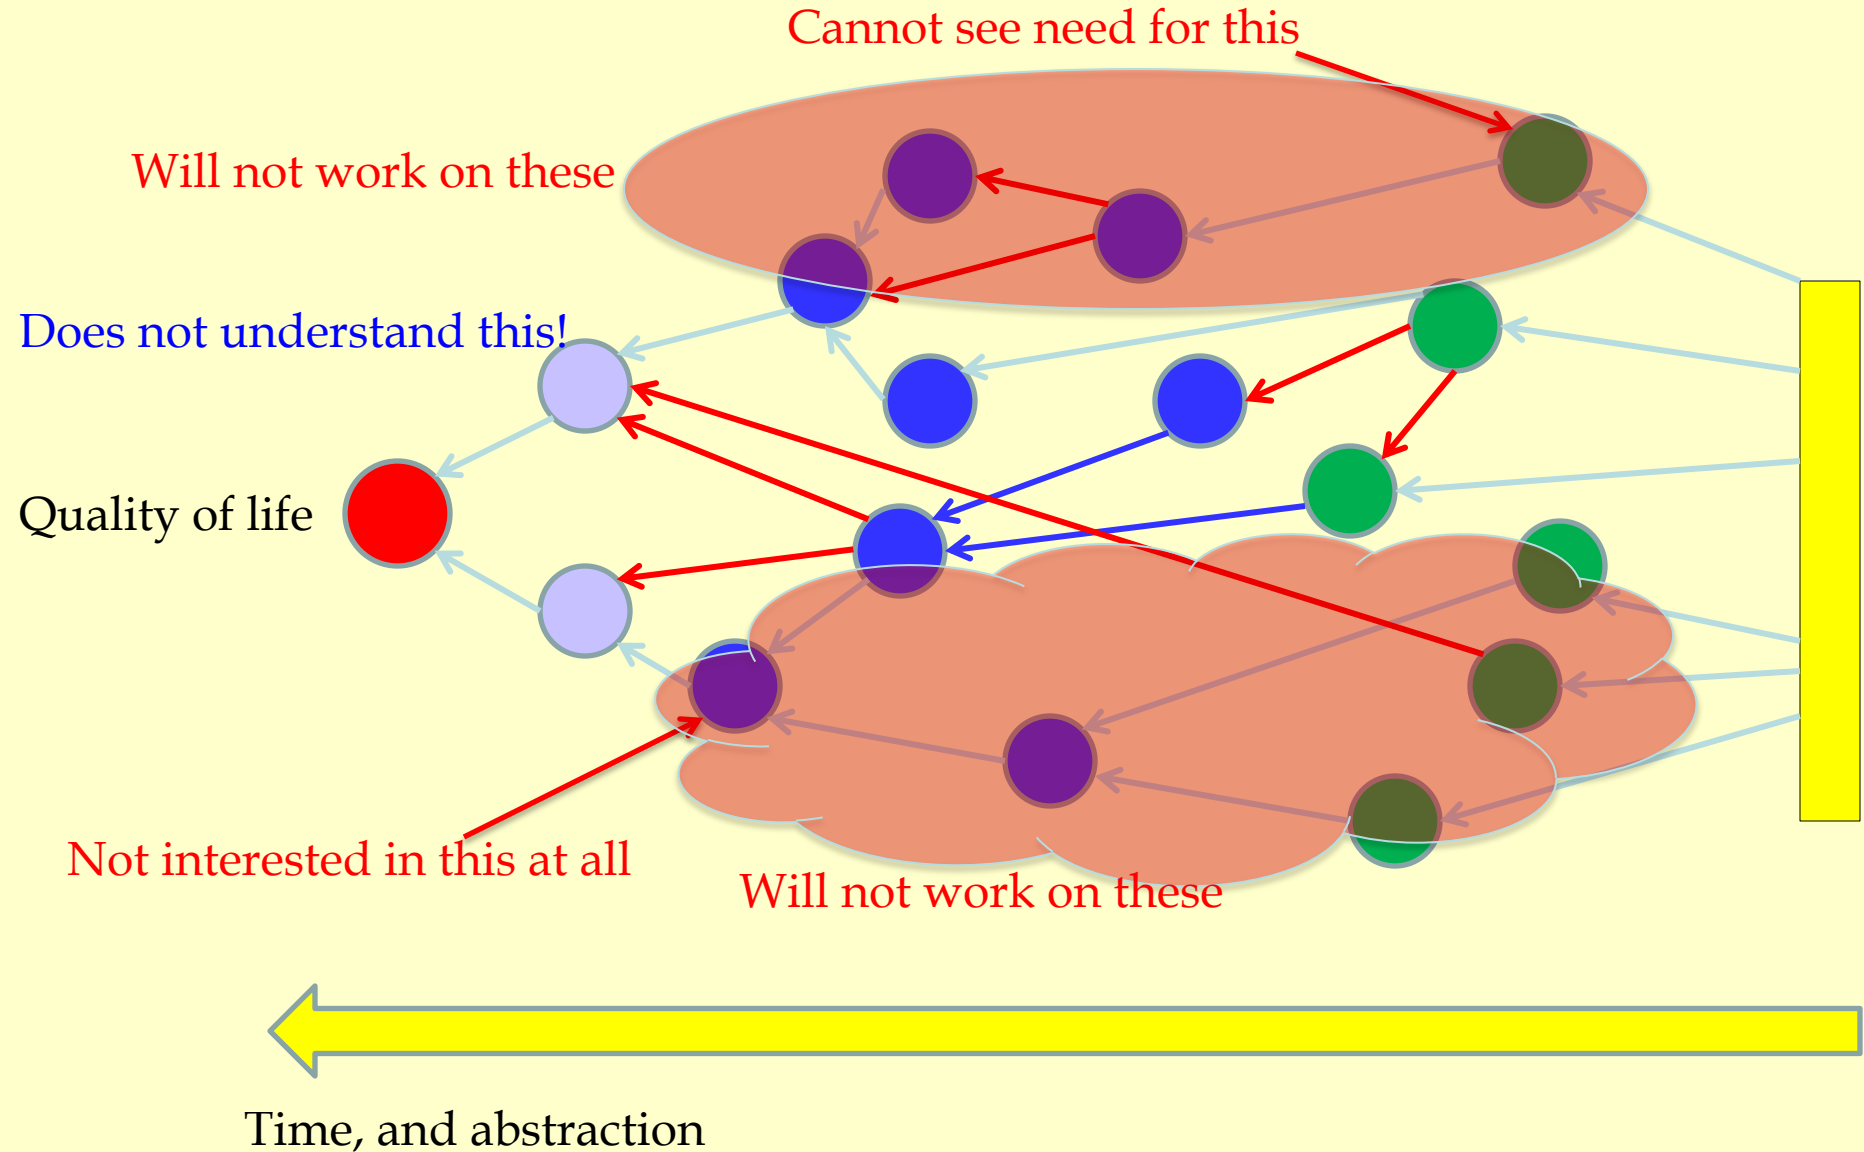 Cannot see need for this
Will not work on these
Does not understand this!
Quality of life
Not interested in this at all
Will not work on these
Time, and abstraction